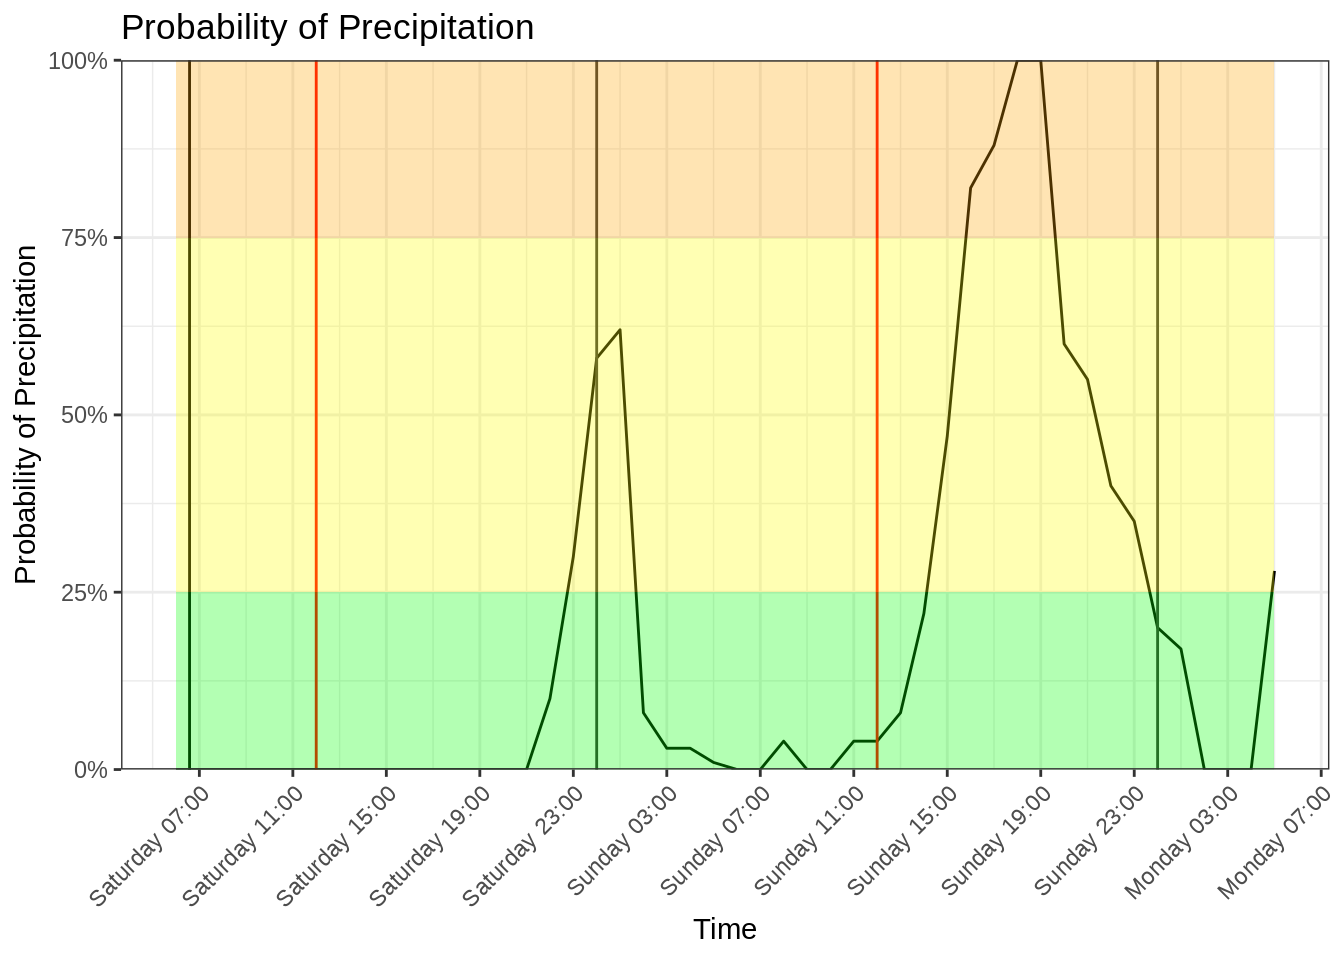 Probability of Precipitation
Probability of Precipitation
100%
75%
50%
25%
0%
Saturday 07:00
Saturday 11:00
Saturday 15:00
Saturday 19:00
Saturday 23:00
Sunday 03:00
Sunday 07:00
Sunday 11:00
Sunday 15:00
Sunday 19:00
Sunday 23:00
Monday 03:00
Monday 07:00
Time